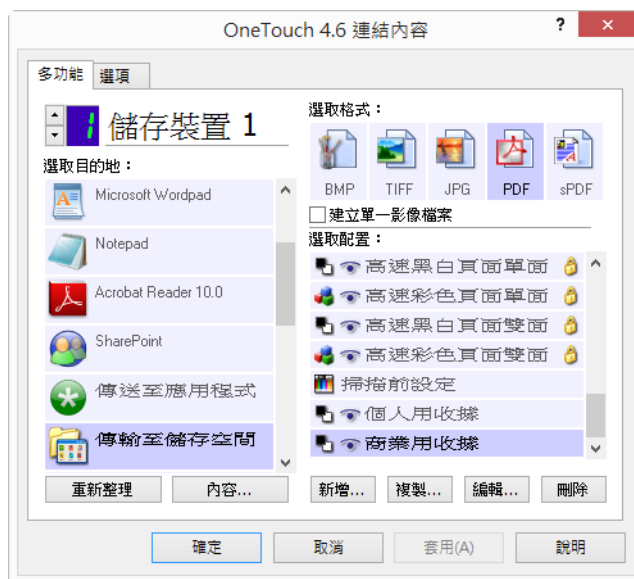 OneTouch 4.6 連結內容
?
多功能
選項
1
儲存裝置 1
選取目的地：
Microsoft Wordpad
Notepad
Acrobat Reader 10.0
SharePoint
傳送至應用程式
傳輸至儲存空間
重新整理
內容...
選取格式：
BMP
TIFF
JPG
PDF
sPDF
建立單一影像檔案
選取配置：
高速黑白頁面單面
高速彩色頁面單面
高速黑白頁面雙面
高速彩色頁面雙面
掃描前設定
個人用收據
商業用收據
新增...
複製...
編輯...
刪除
確定
取消
套用(A)
說明